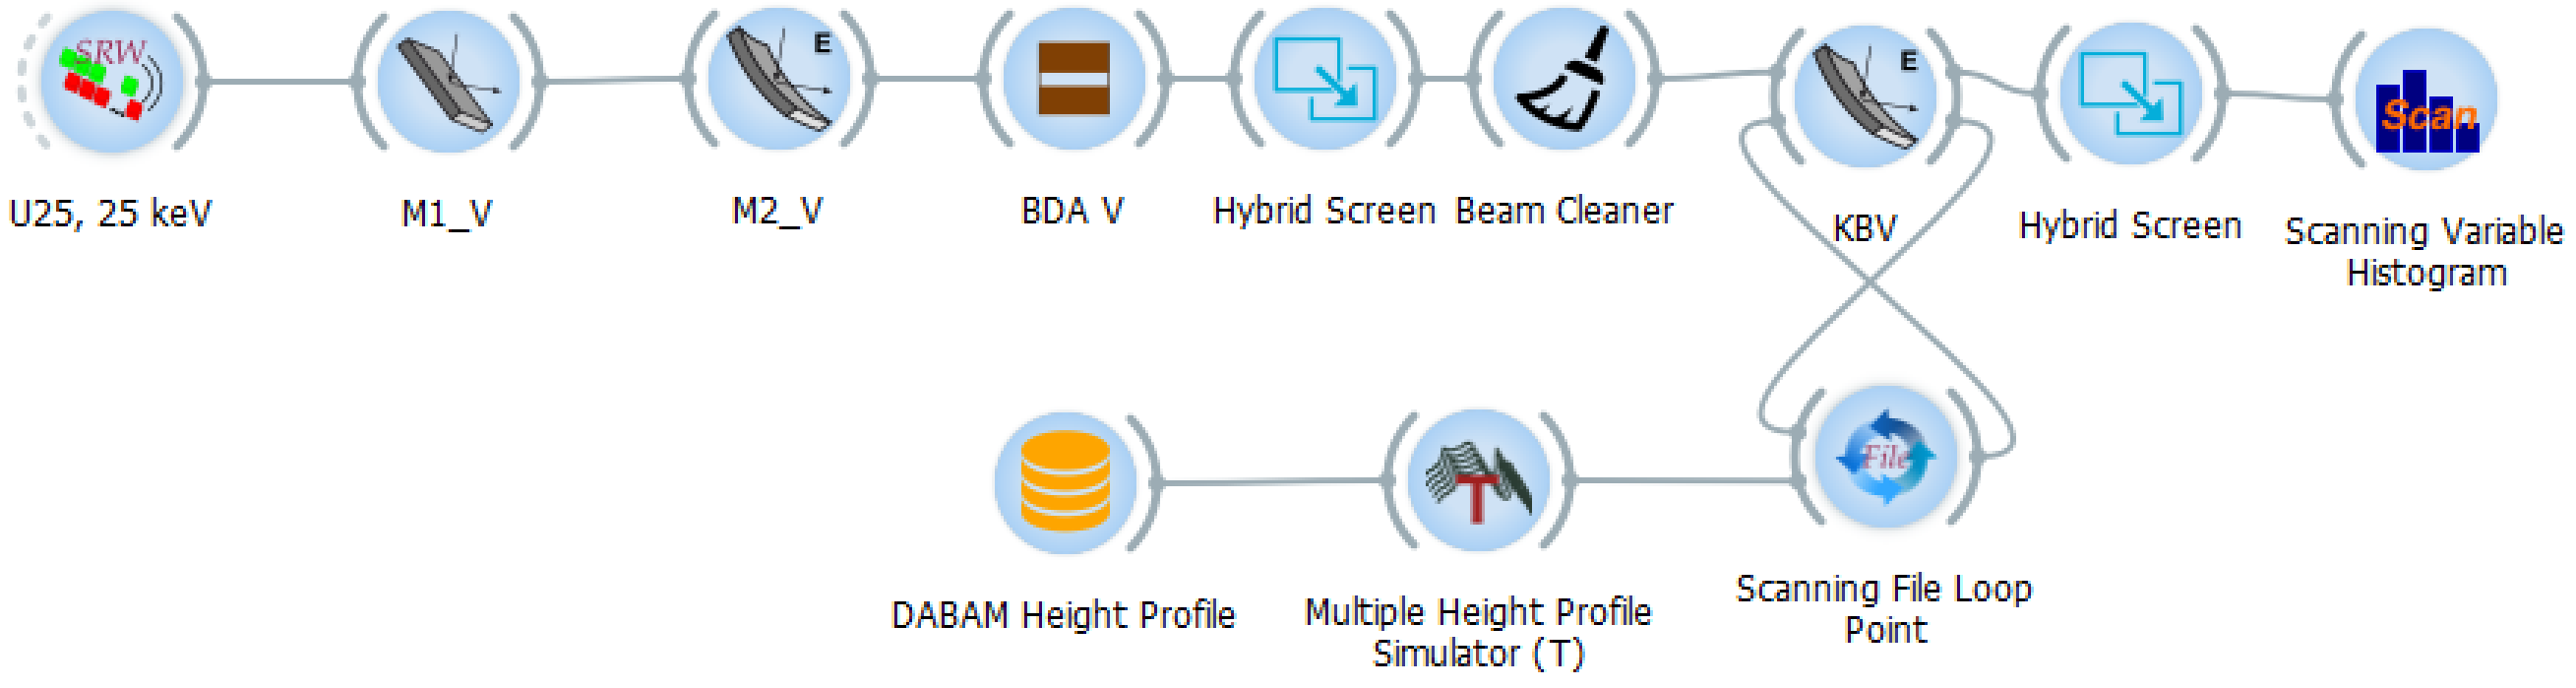 SRW
E
E
Scan
U25, 25 keV
M1_V
M2_V
BDA V
Hybrid Screen
Beam Cleaner
KBV
Hybrid Screen
Scanning Variable
Histogram
T
File
DABAM Height Profile
Multiple Height Profile
Simulator (T)
Scanning File Loop
Point